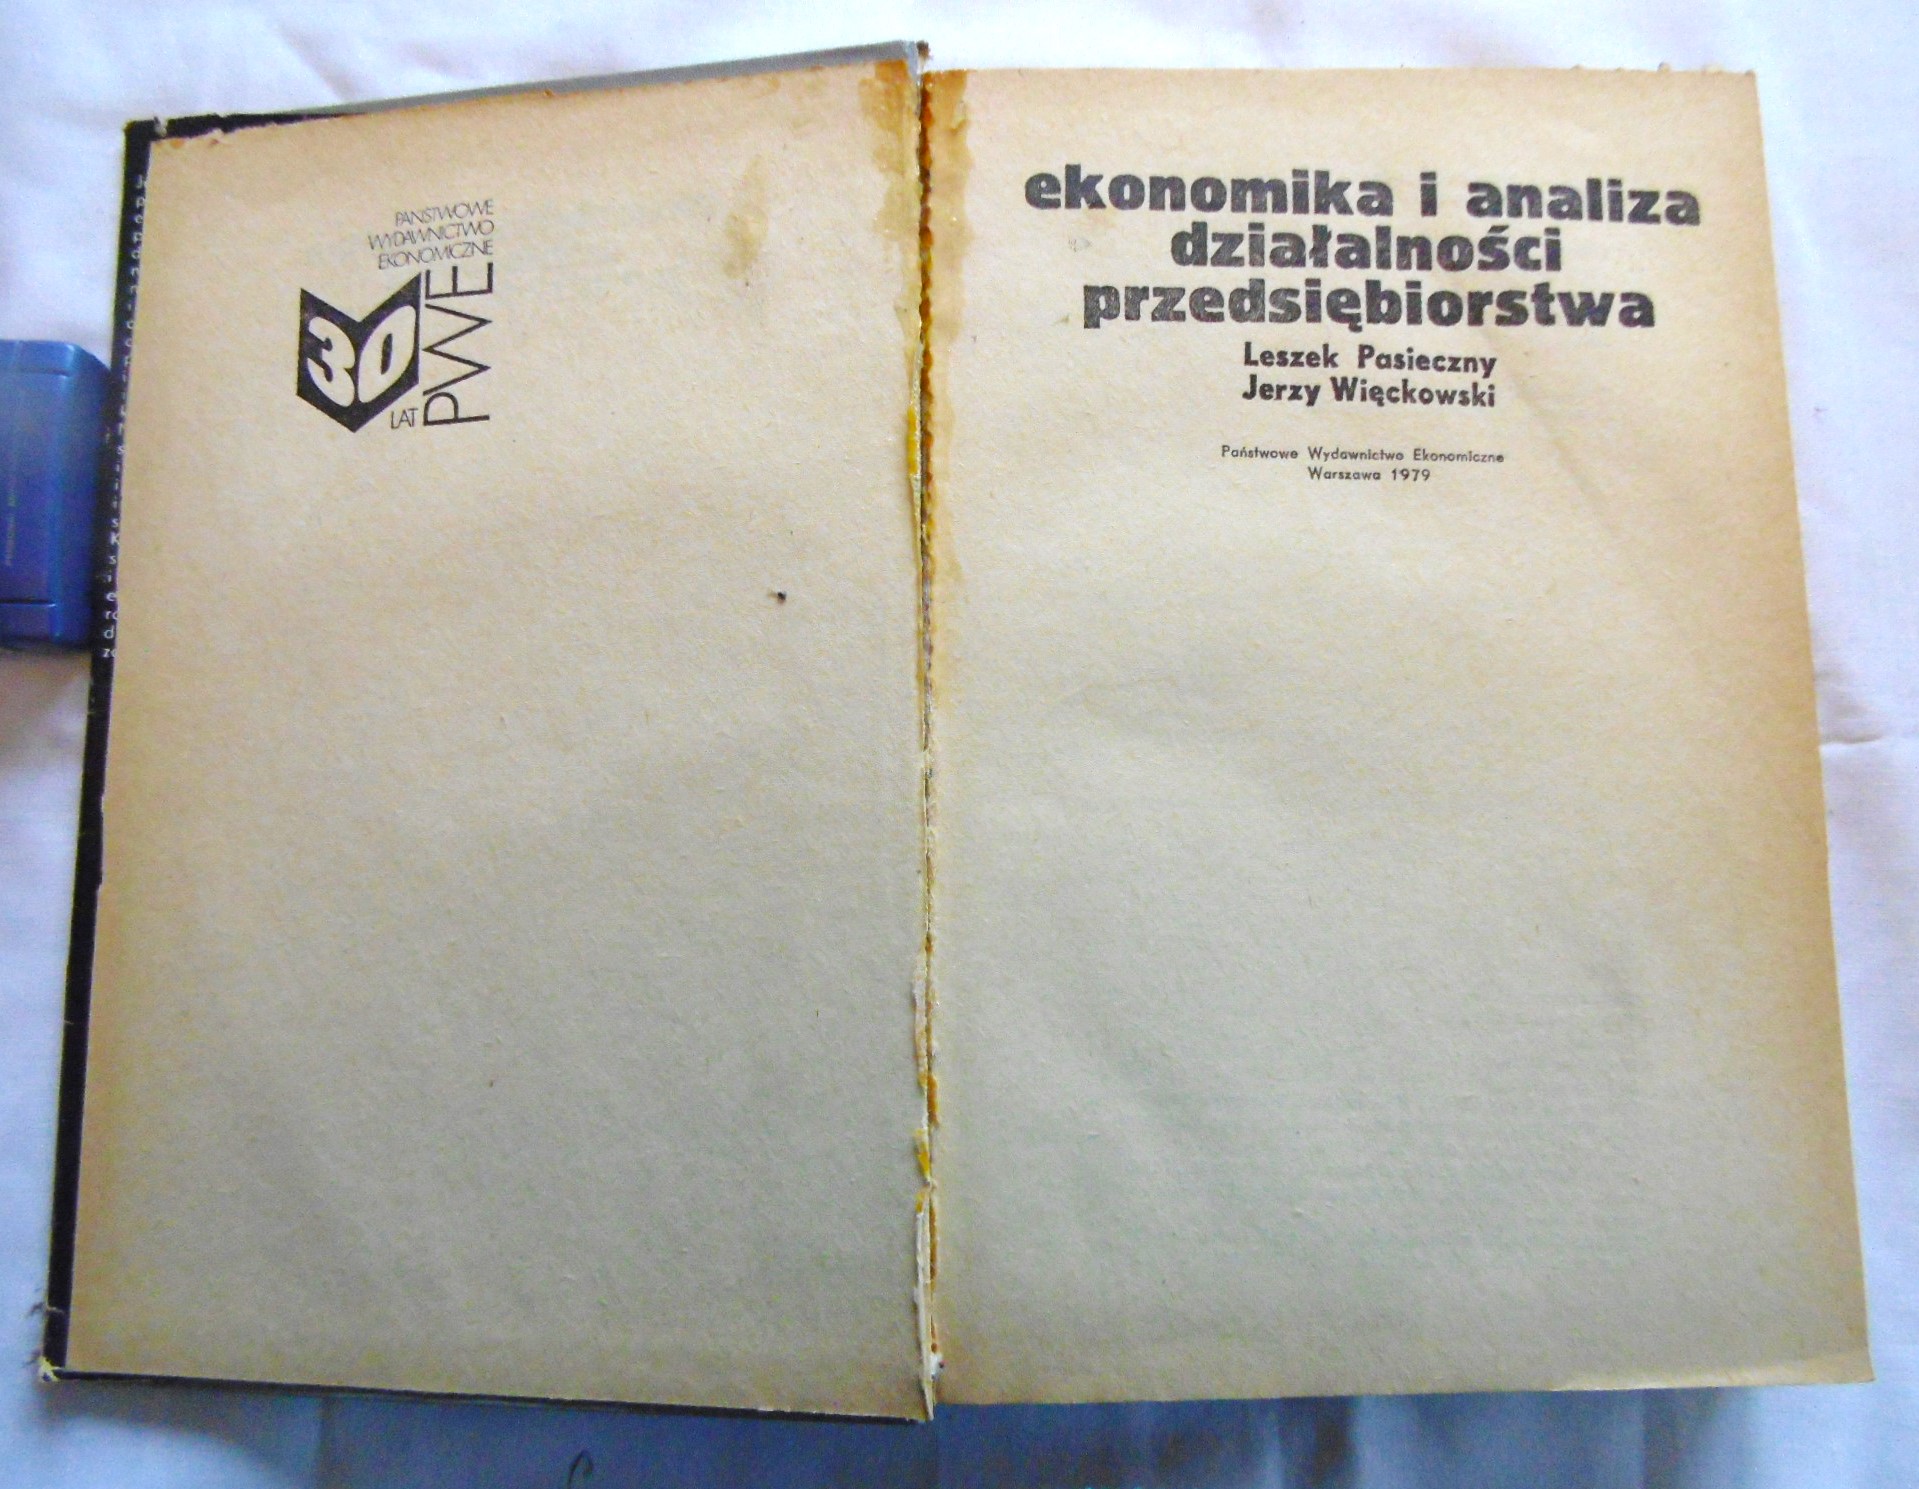 PAŃSTWOWE
WYDAWNICTWO
EKONOMICZNE
30
LAT
PWE
ekonomika i analiza
działalności
przedsiębiorstwa
Leszek Pasieczny
Jerzy Więckowski
Państwowe Wydawnictwo Ekonomiczne
Warszawa 1979